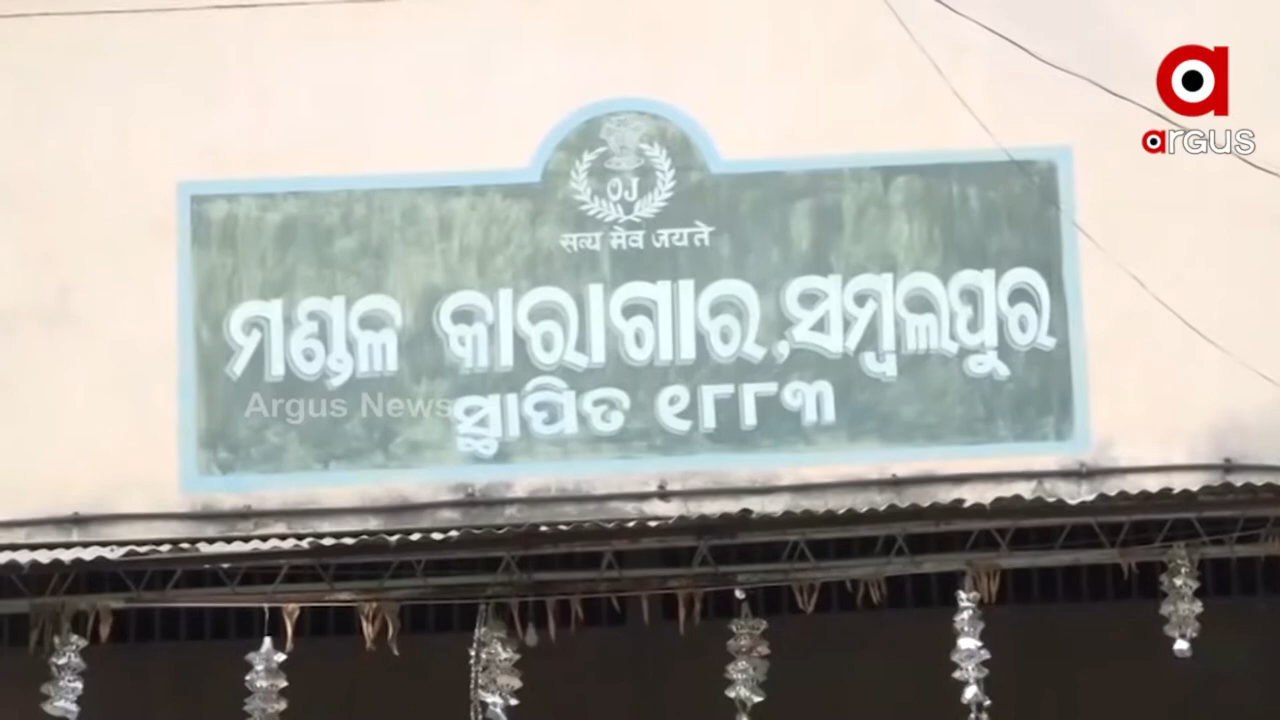 argus
OJ
सत्य मेव जयते
ମଣ୍ଡଳ କାରାଗାର,ସମ୍ବଲପୁର
Argus News
ସ୍ଥାପିତ ୧୮୮୩